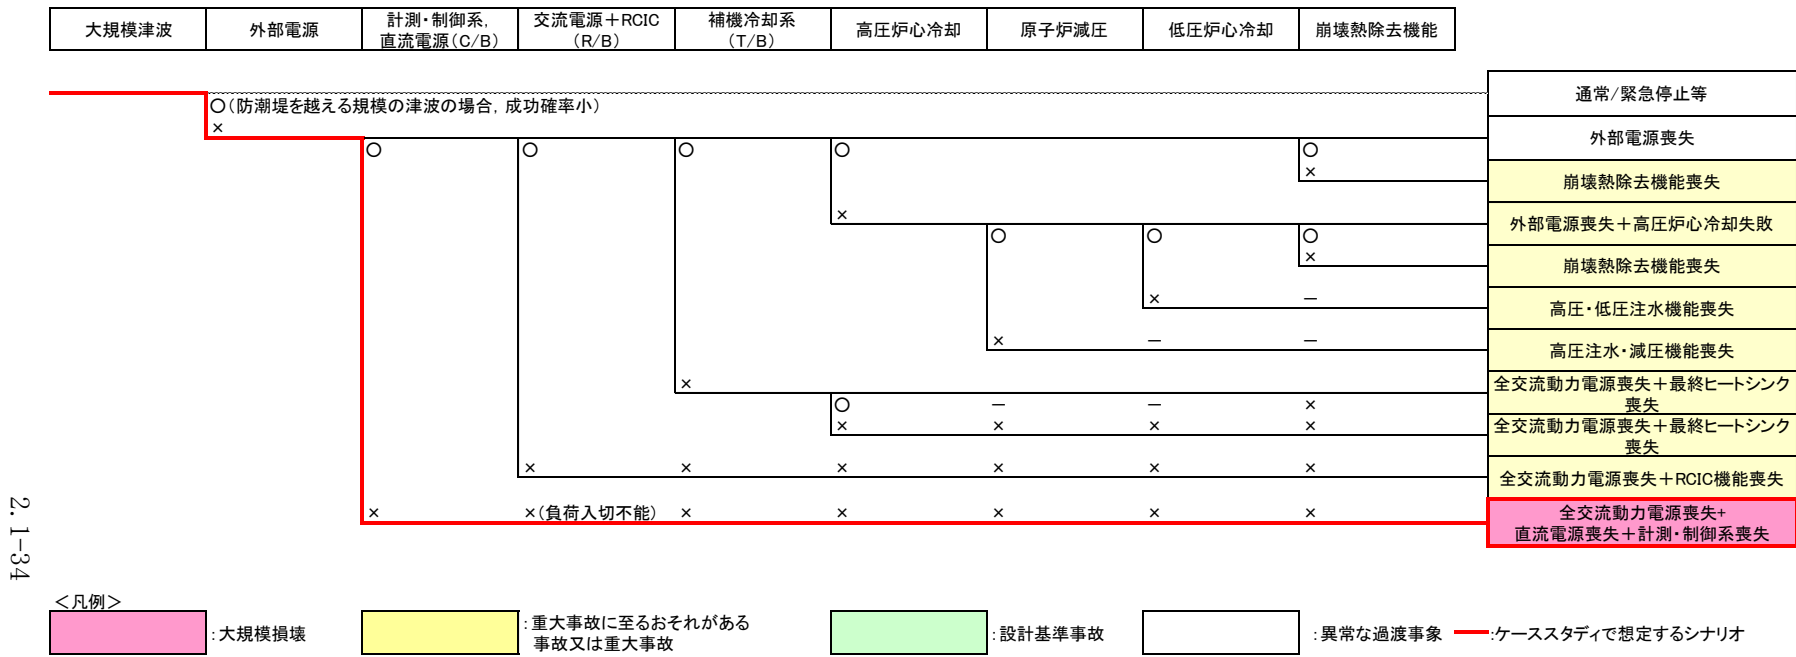 大規模津波
外部電源
計測・制御系，
直流電源（C/B）
交流電源＋RCIC
（R/B）
補機冷却系
（T/B）
高圧炉心冷却
原子炉減圧
低圧炉心冷却
崩壊熱除去機能
通常/緊急停止等
○（防潮堤を越える規模の津波の場合，成功確率小）
×
外部電源喪失
○ ○ ○ ○ ○
×
崩壊熱除去機能喪失
×
外部電源喪失＋高圧炉心冷却失敗
○ ○ ○
×
崩壊熱除去機能喪失
× －
高圧・低圧注水機能喪失
× － －
高圧注水・減圧機能喪失
×
全交流動力電源喪失＋最終ヒートシンク
喪失
○ － － ×
× × × ×
全交流動力電源喪失＋最終ヒートシンク
喪失
× × × × × ×
全交流動力電源喪失＋RCIC機能喪失
× ×（負荷入切不能） × × × × ×
全交流動力電源喪失+
直流電源喪失＋計測・制御系喪失
2.1-34
＜凡例＞
：大規模損壊
：重大事故に至るおそれがある
事故又は重大事故
：設計基準事故
：異常な過渡事象
：ケーススタディで想定するシナリオ